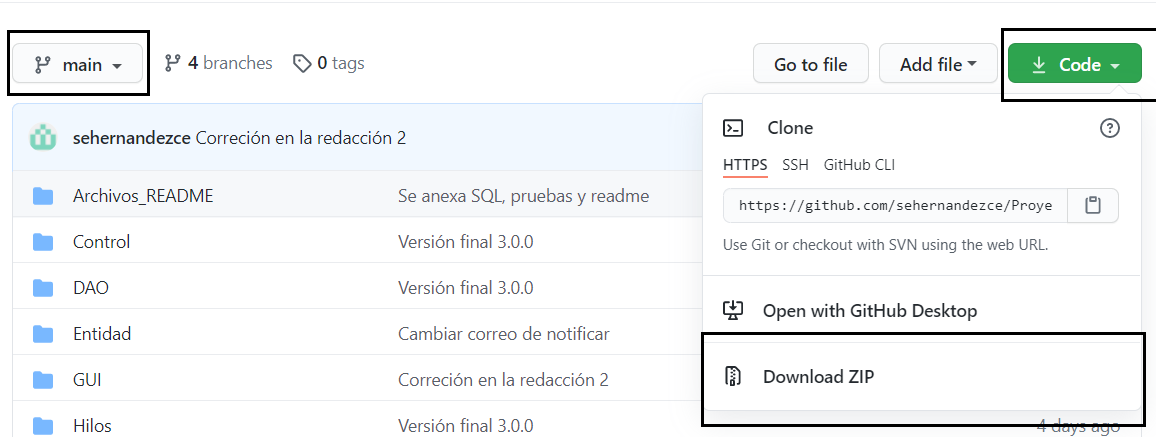 main 4 branches 0 tags Go to file Add file Code
sehernandezce Correción en la redacción 2
Archivos_README Se anexa SQL, pruebas y readme
Control Versión final 3.0.0
DAO Versión final 3.0.0
Entidad Cambiar correo de notificar
GUI Correción en la redacción 2
Hilos Versión final 3.0.0
Clone
HTTPS SSH GitHub CLI
https://github.com/sehernandezce/Proye
Use Git or checkout with SVN using the web URL.
Open with GitHub Desktop
Download ZIP
4 days ago